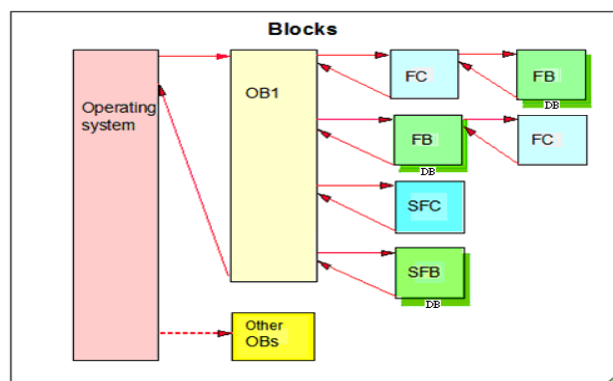 Blocks
Operating
system
OB1
FC
FB
DB
FB
DB
FC
SFC
SFB
DB
Other
OBs